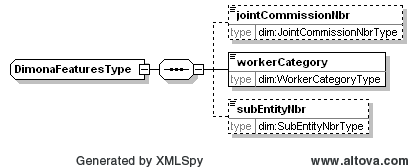 jointCommissionNbr
type dim:JointCommissionNbrType
DimonaFeaturesType
workerCategory
type dim:WorkerCategoryType
subEntityNbr
type dim:SubEntityNbrType
Generated by XMLSpy
www.altova.com